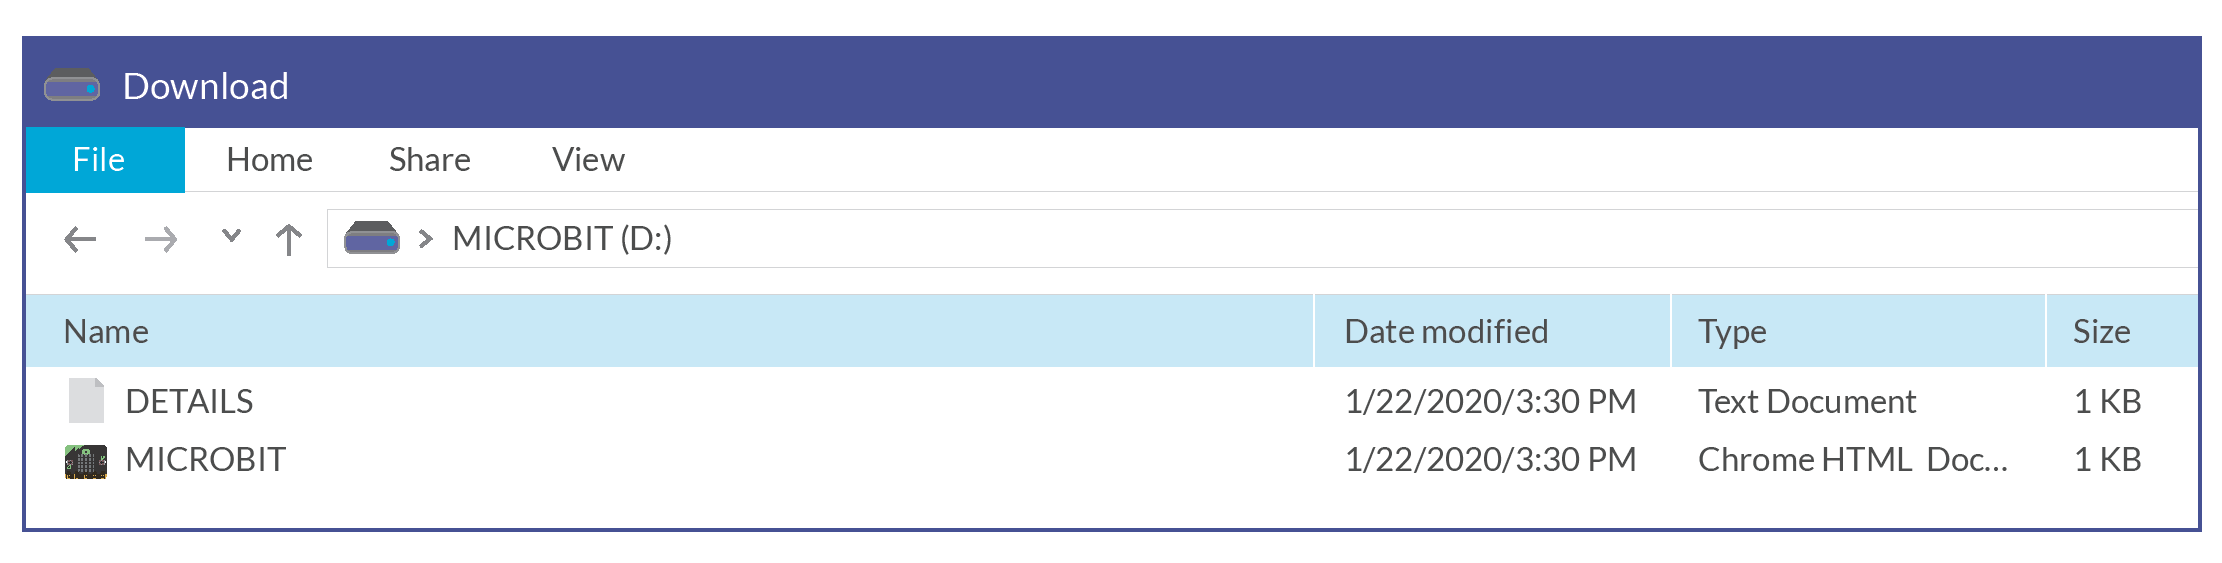 Download
File Home Share View
MICROBIT (D:)
Name Date modified Type Size
DETAILS 1/22/2020/3:30 PM Text Document 1 KB
MICROBIT 1/22/2020/3:30 PM Chrome HTML Doc... 1 KB